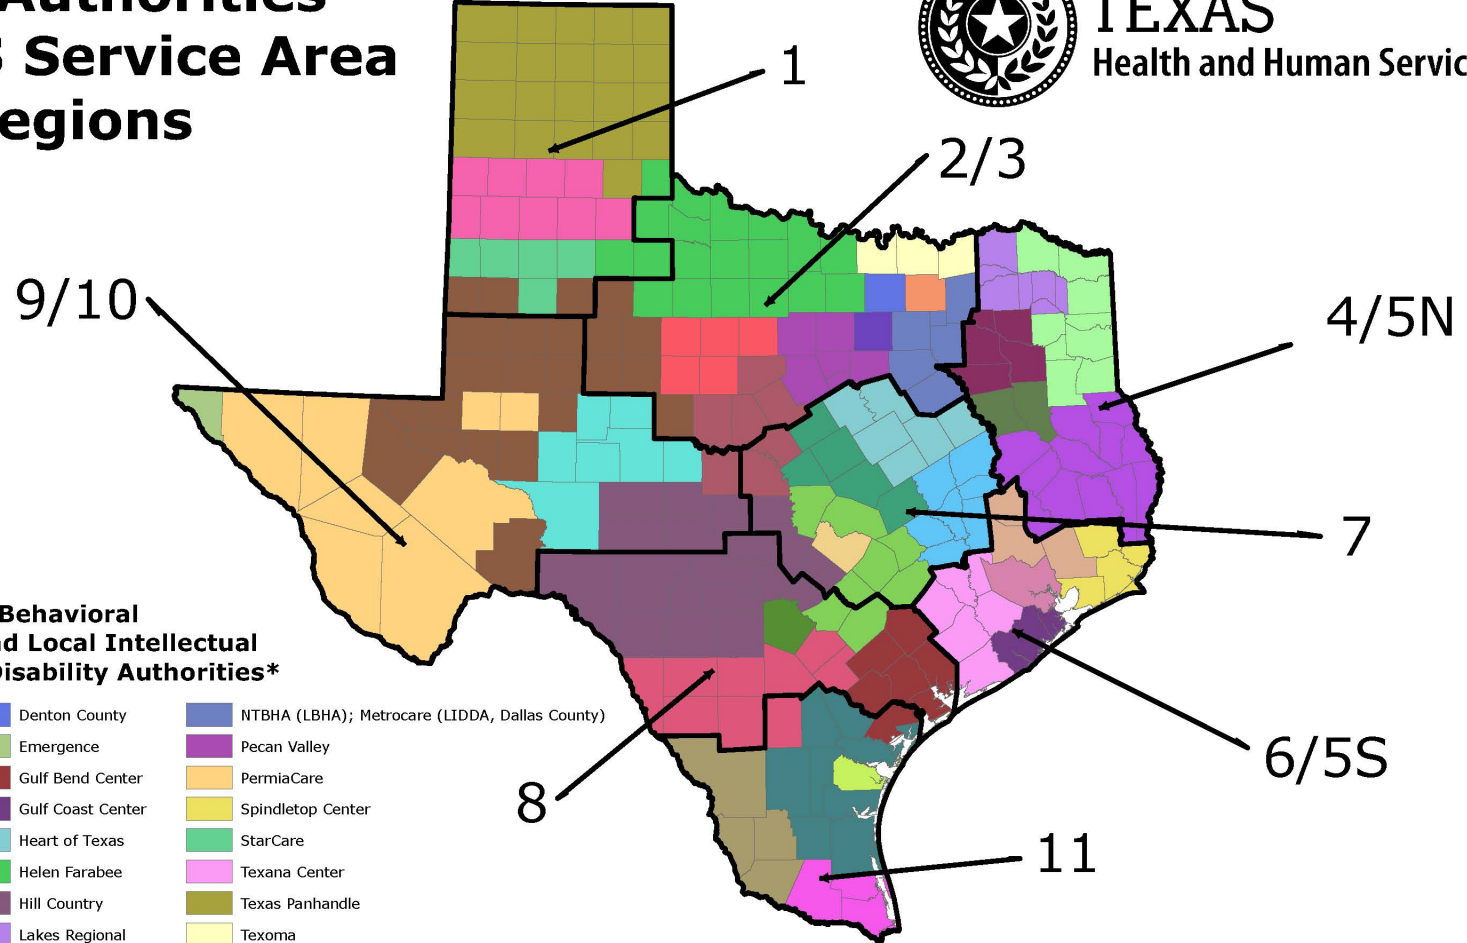 Authorities
Service Area
egions
TEXAS
Health and Human Servic
1
2/3
9/10
4/5N
7
6/5S
8
11
Behavioral
d Local Intellectual
Disability Authorities*
Denton County
Emergence
Gulf Bend Center
Gulf Coast Center
Heart of Texas
Helen Farabee
Hill Country
Lakes Regional
NTBHA (LBHA); Metrocare (LIDDA, Dallas County)
Pecan Valley
PermiaCare
Spindletop Center
StarCare
Texana Center
Texas Panhandle
Texoma